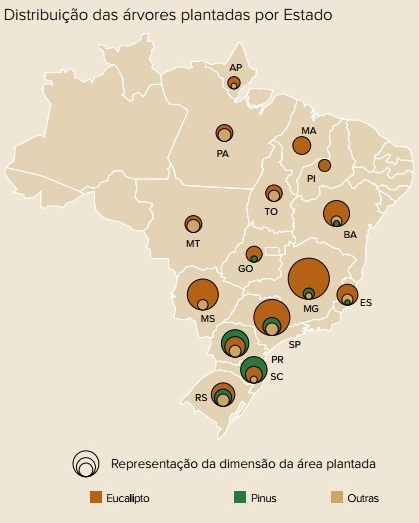 Distribuição das árvores plantadas por Estado
AP
MA
PA
PI
TO
BA
MT
GO
MG
ES
MS
SP
PR
SC
RS
Representação da dimensão da área plantada
Eucalipto Pinus Outras